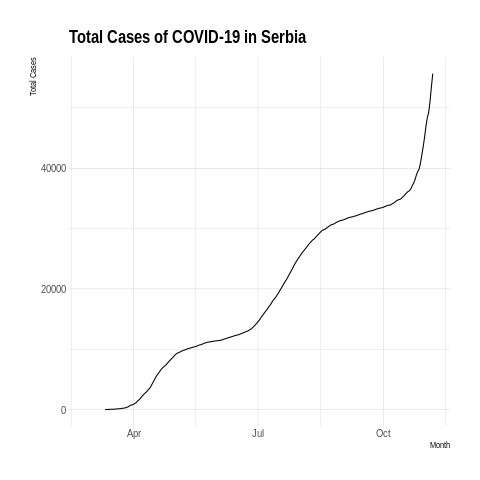 Total Cases of COVID-19 in Serbia
Total Cases
40000
20000
0
Apr Jul Oct
Month